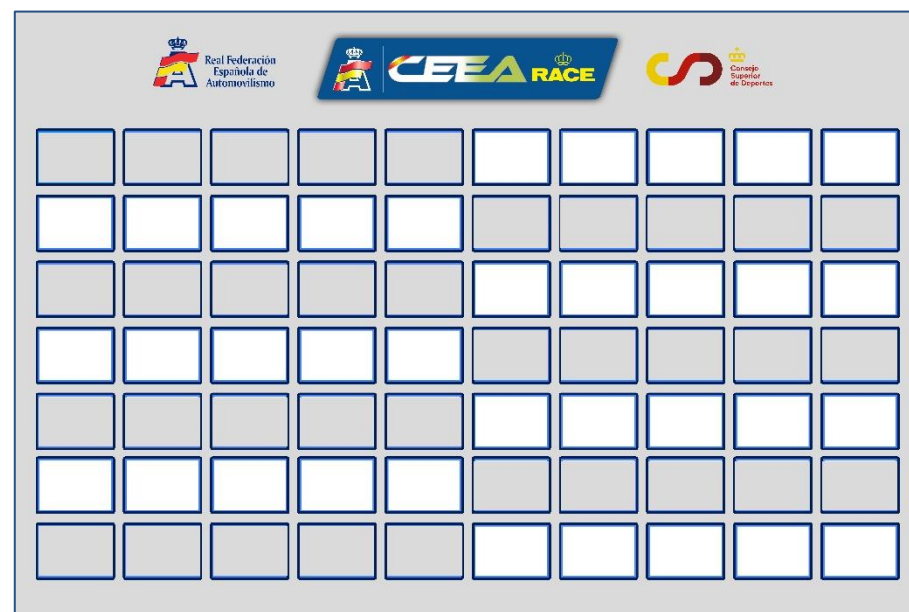 Real Federación
Española de
Automovilismo
CEEA RACE
Consejo
Superior
de Deportes